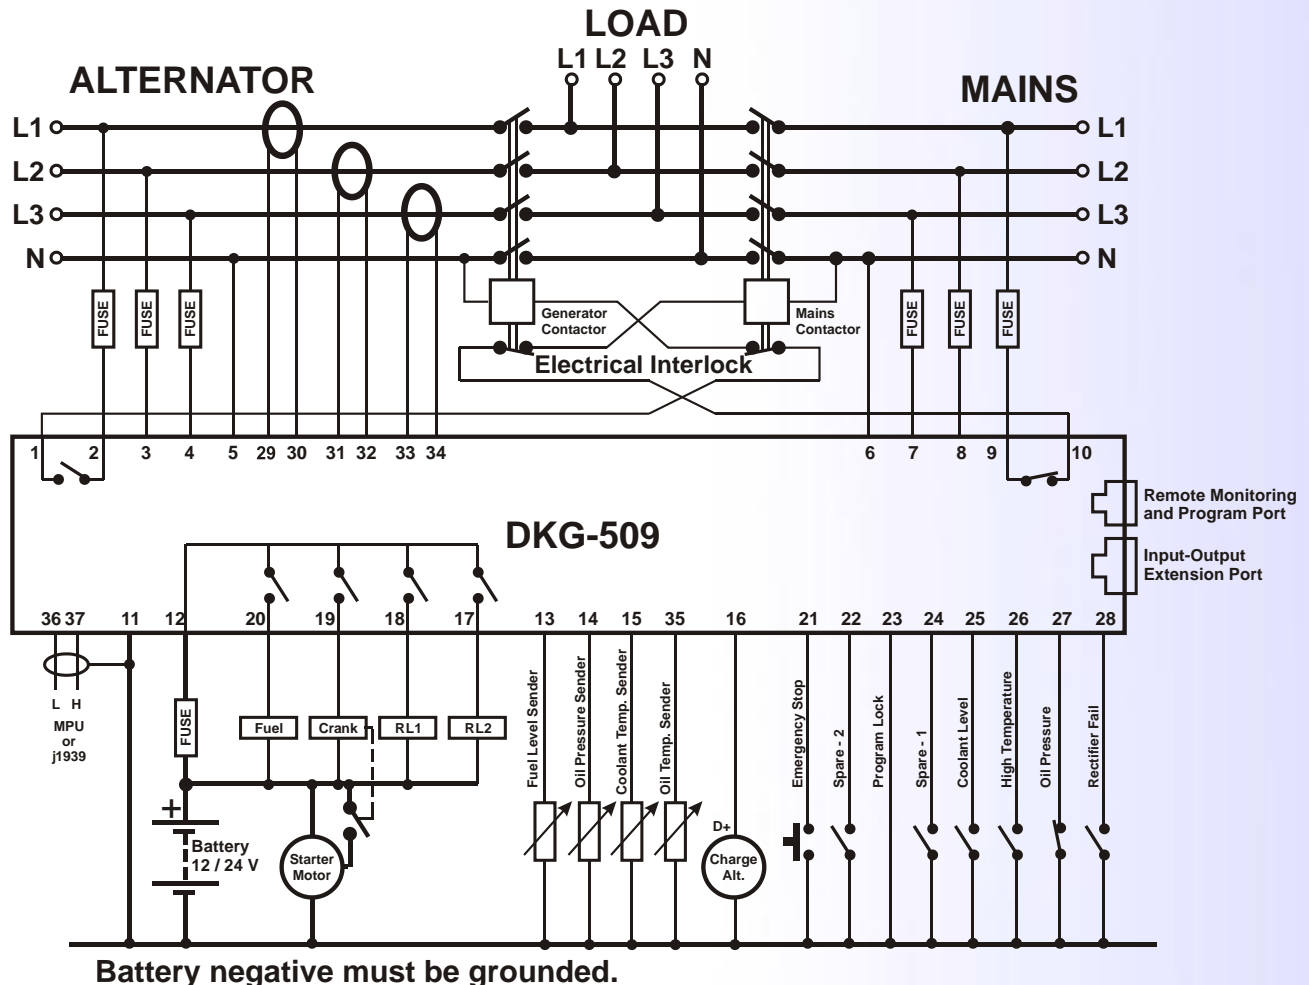 LOAD
L1 L2 L3 N
ALTERNATOR
MAINS
L1
L2
L3
N
L1
L2
L3
N
FUSE
FUSE
FUSE
Generator
Contactor
Mains
Contactor
FUSE
FUSE
FUSE
Electrical Interlock
1 2 3 4 5 29 30 31 32 33 34 6 7 8 9 10
Remote Monitoring
and Program Port
DKG-509
Input-Output
Extension Port
36 37 11 12 20 19 18 17 13 14 15 35 16 21 22 23 24 25 26 27 28
L H
MPU
or
j1939
FUSE
Fuel
Crank
RL1
RL2
Fuel Level Sender
Oil Pressure Sender
Coolant Temp. Sender
Oil Temp. Sender
Emergency Stop
Spare - 2
Program Lock
Spare - 1
Coolant Level
High Temperature
Oil Pressure
Rectifier Fail
+
Battery
12 / 24 V
Starter
Motor
D+
Charge
Alt.
Battery negative must be grounded.